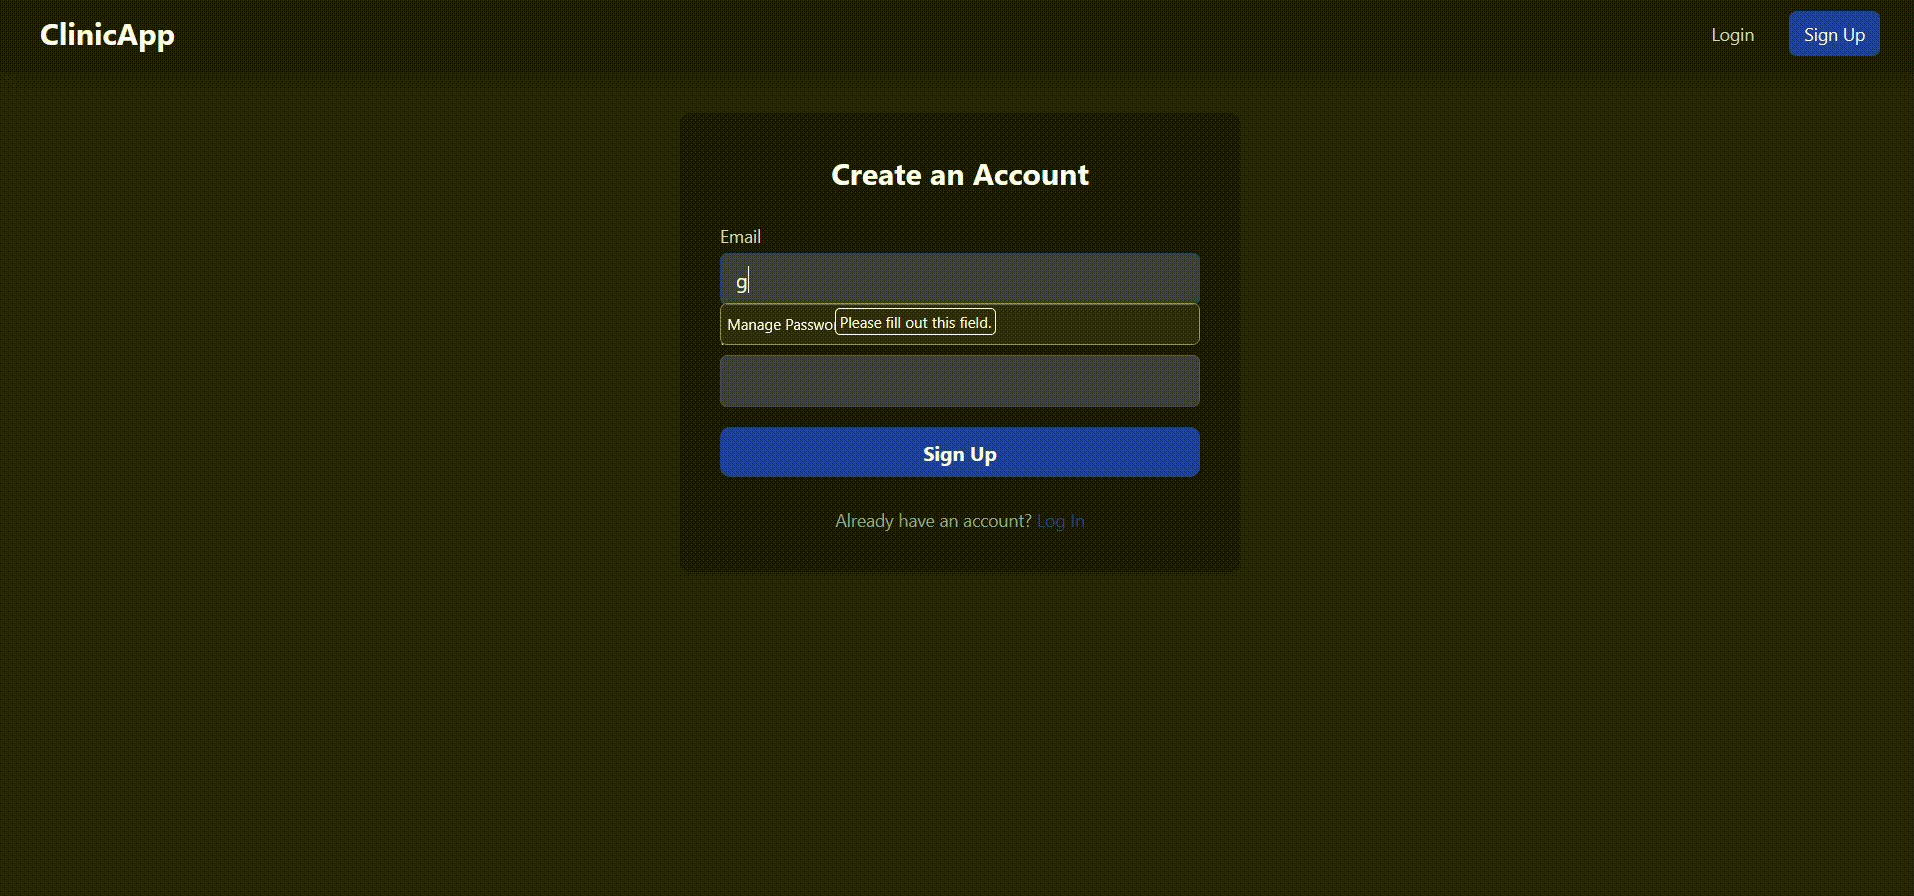 ClinicApp
Login
Sign Up
Create an Account
Email
g
Manage Passwo
Please fill out this field.
Sign Up
Already have an account? Log In